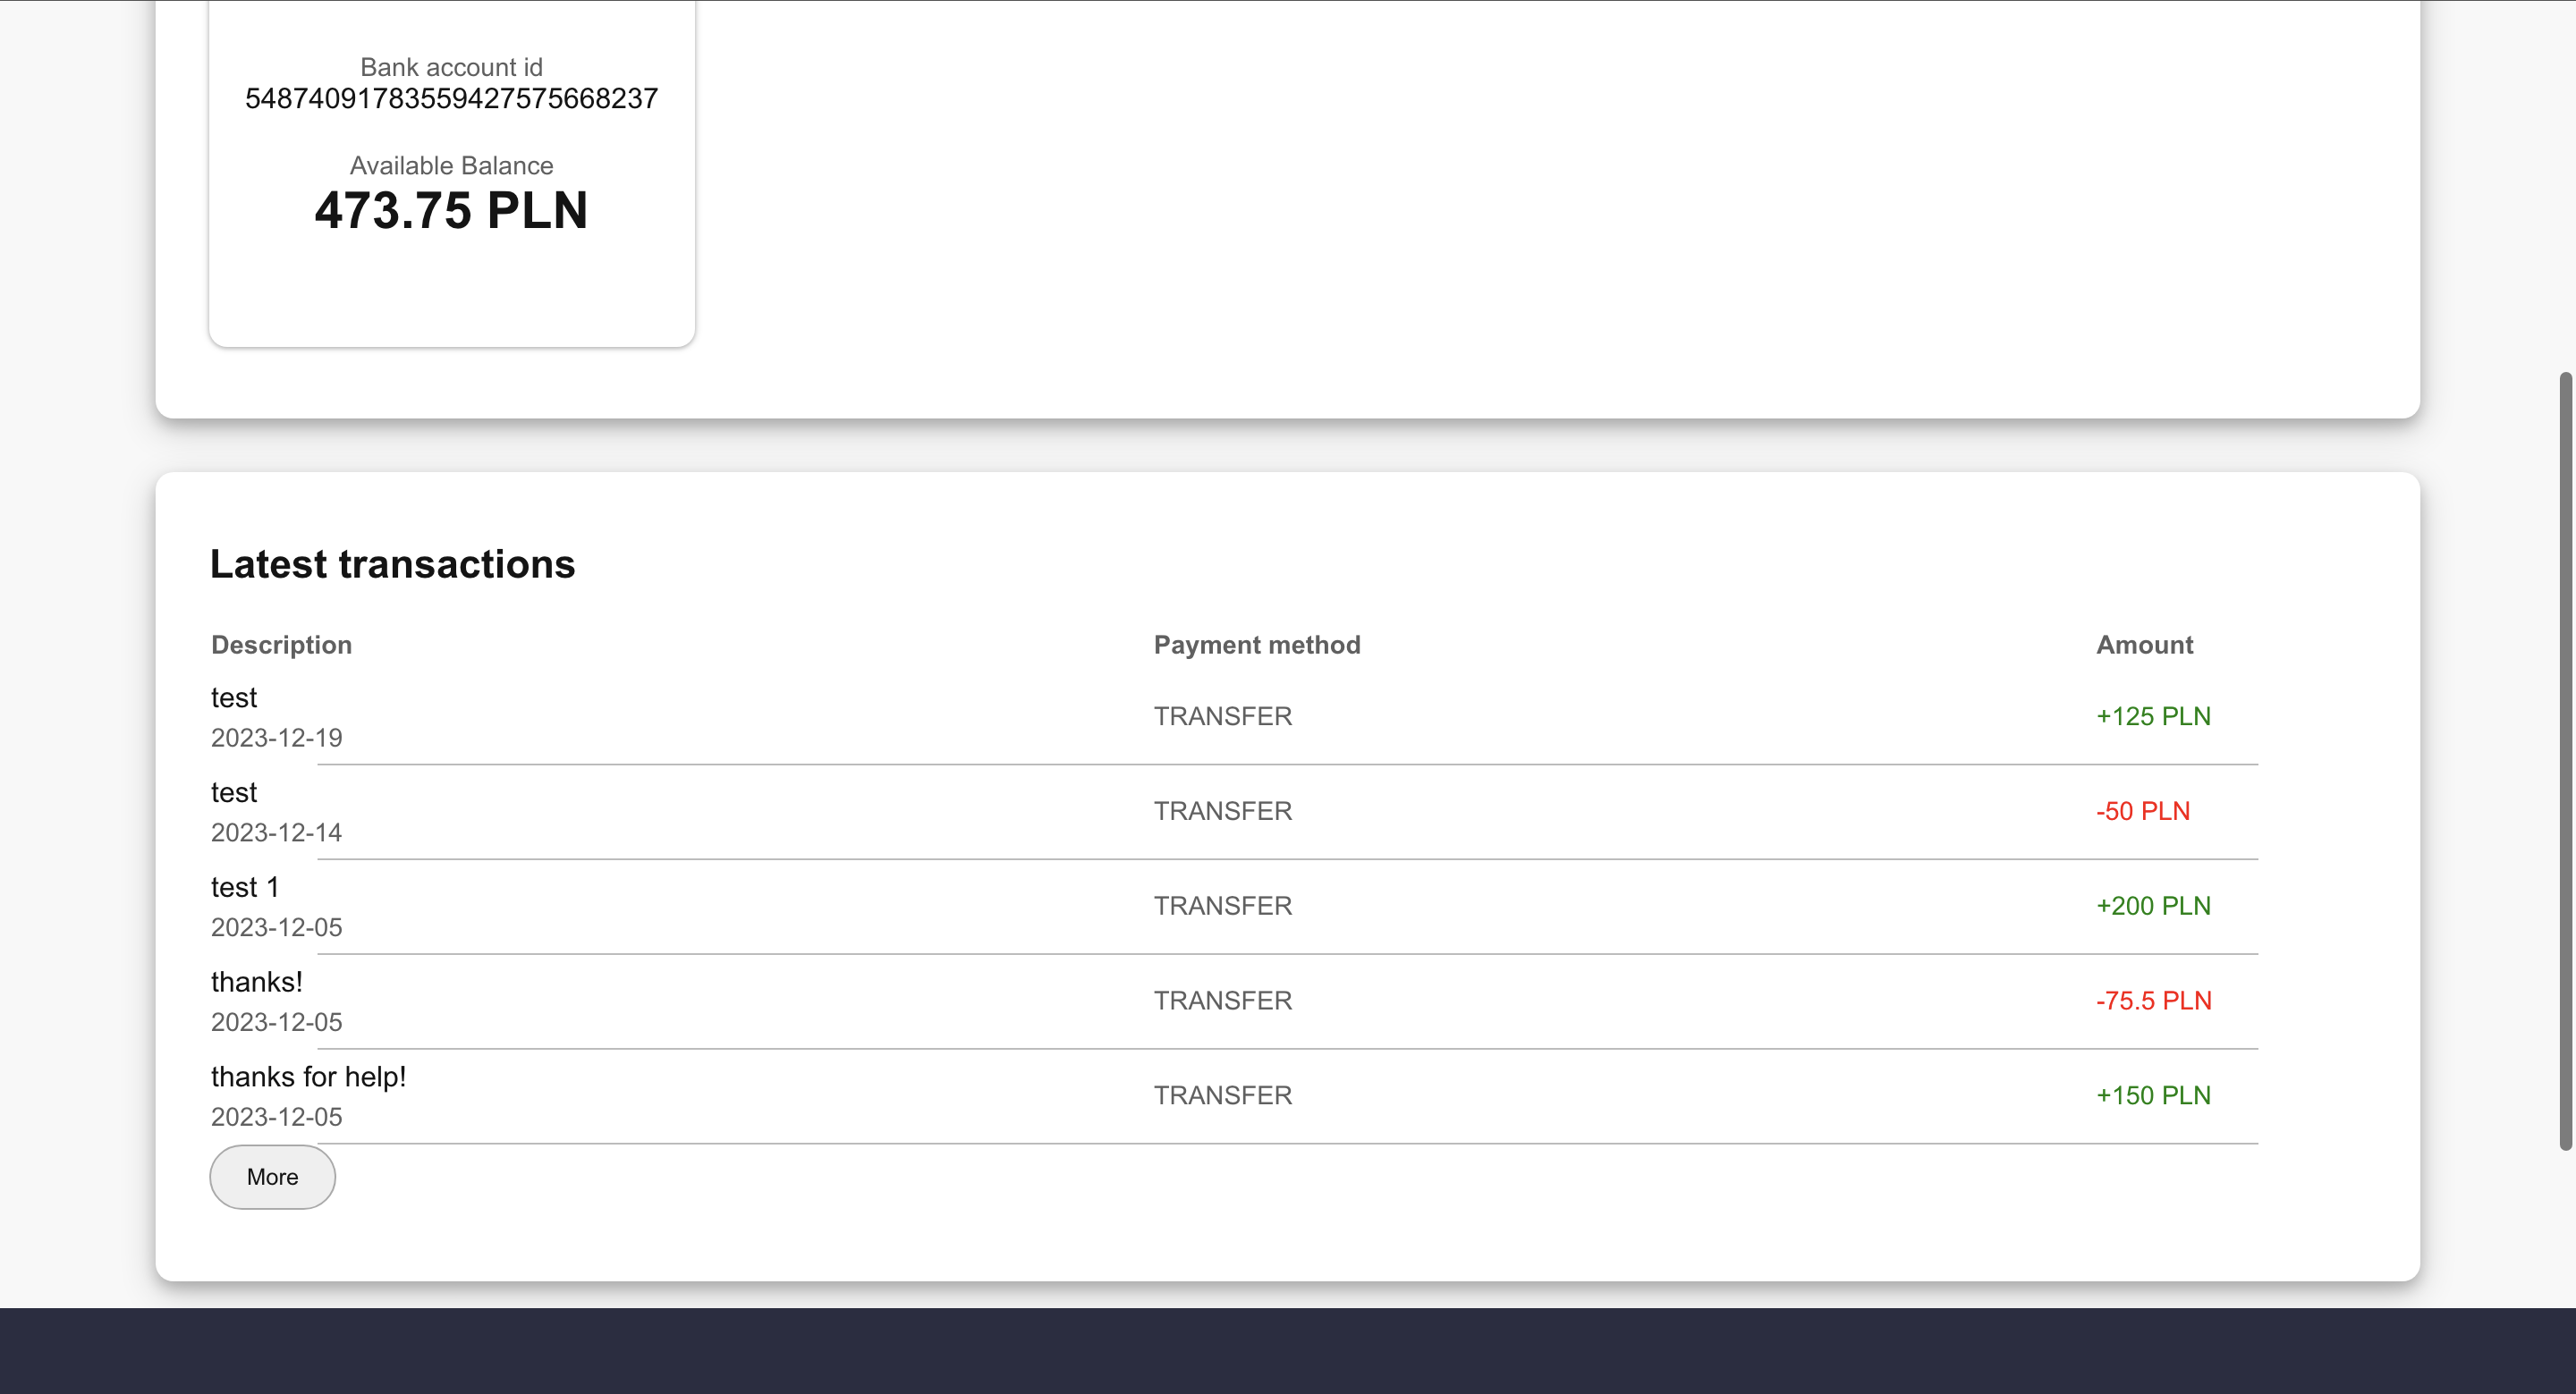 Bank account id
54874091783559427575668237
Available Balance
473.75 PLN
Latest transactions
Description Payment method Amount
test
2023-12-19
TRANSFER
+125 PLN
test
2023-12-14
TRANSFER
-50 PLN
test 1
2023-12-05
TRANSFER
+200 PLN
thanks!
2023-12-05
TRANSFER
-75.5 PLN
thanks for help!
2023-12-05
TRANSFER
+150 PLN
More